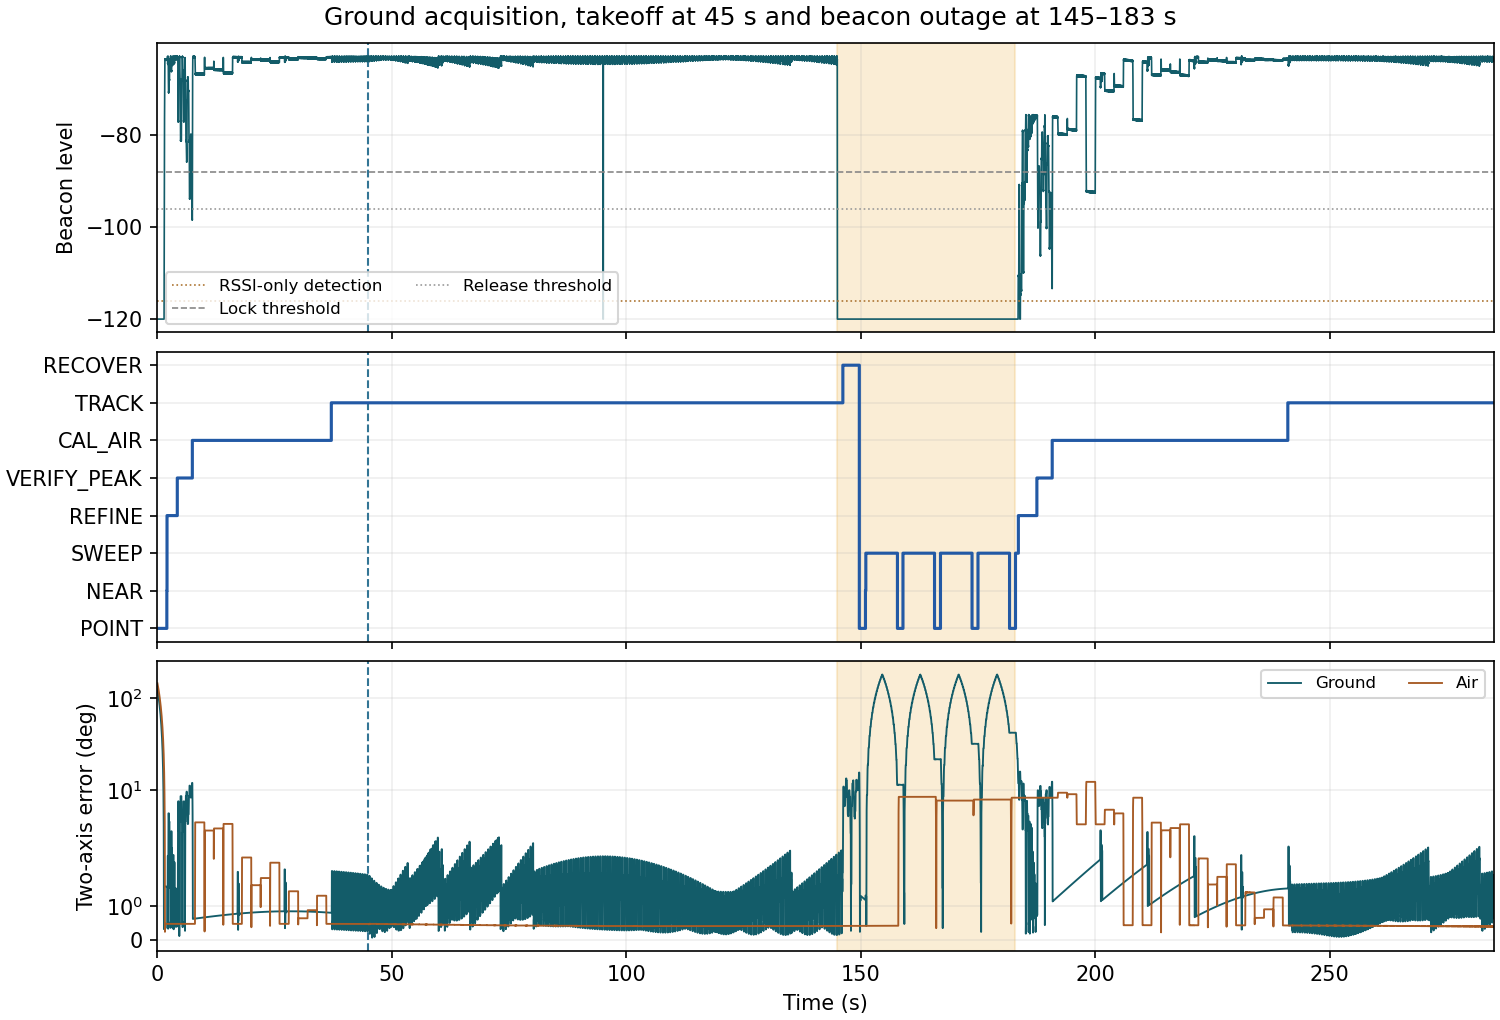 Ground acquisition, takeoff at 45 s and beacon outage at 145–183 s
Beacon level
−80
−100
−120
RSSI-only detection
Lock threshold
Release threshold
RECOVER
TRACK
CAL_AIR
VERIFY_PEAK
REFINE
SWEEP
NEAR
POINT
Two-axis error (deg)
10²
10¹
10⁰
0
Ground
Air
0 50 100 150 200 250
Time (s)